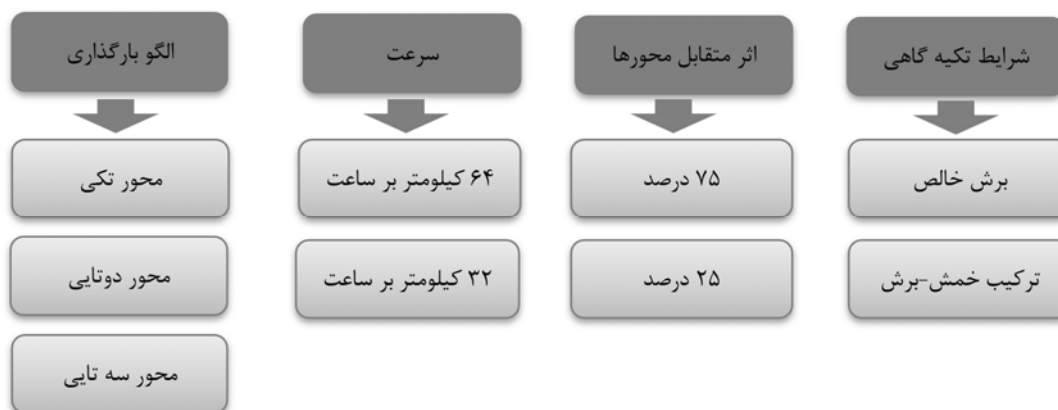 شرایط تکیه گاهی
برش خالص
ترکیب خمش-برش
اثر متقابل محورها
۷۵ درصد
۲۵ درصد
سرعت
۶۴ کیلومتر بر ساعت
۳۲ کیلومتر بر ساعت
الگو بارگذاری
محور تکی
محور دوتایی
محور سه تایی